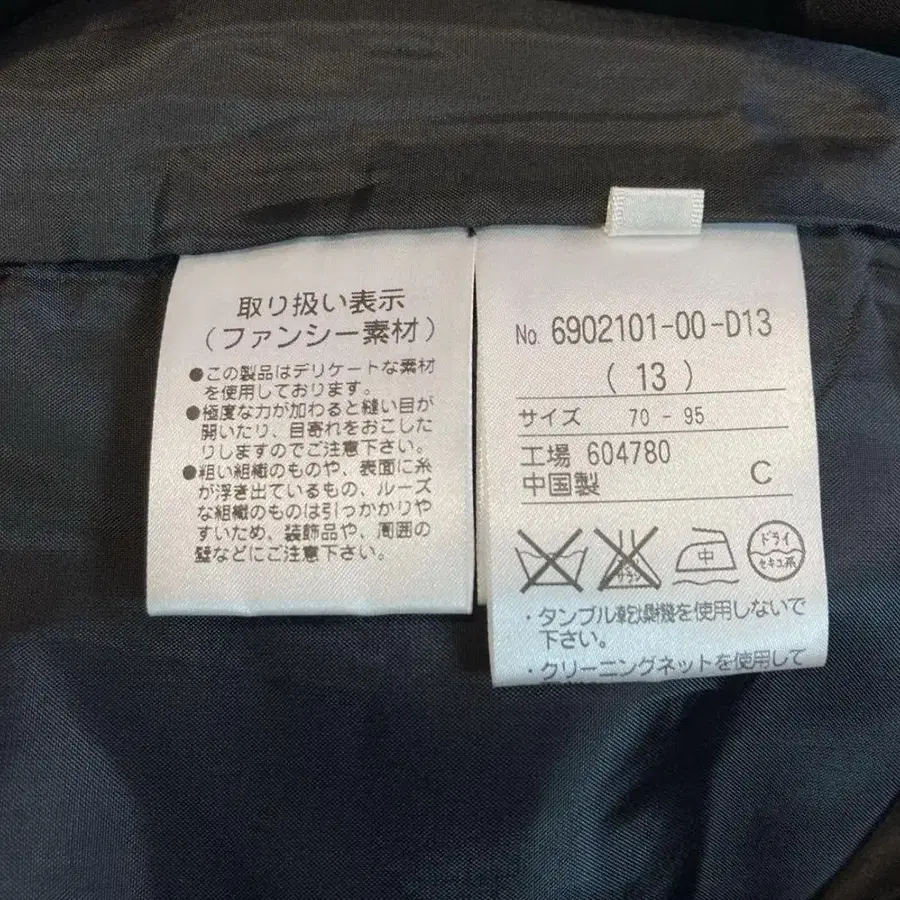 取り扱い表示
(ファンシー素材)
●この製品はデリケートな素材
を使用しております。
●極度な力が加わると縫い目が
開いたり、目寄れをおこした
りしますのでご注意下さい。
●粗い組織のものや、表面に糸
が浮き出ているもの、ルーズ
な組織のものは引っかかりや
すいため、装飾品や、周囲の
壁などにご注意下さい。
No. 6902101-00-D13
( 13 )
サイズ 70 - 95
工場 604780
中国製 C
サラシ
中
ドライ
セキユ系
・タンブル乾燥機を使用しないで
下さい。
・クリーニングネットを使用して